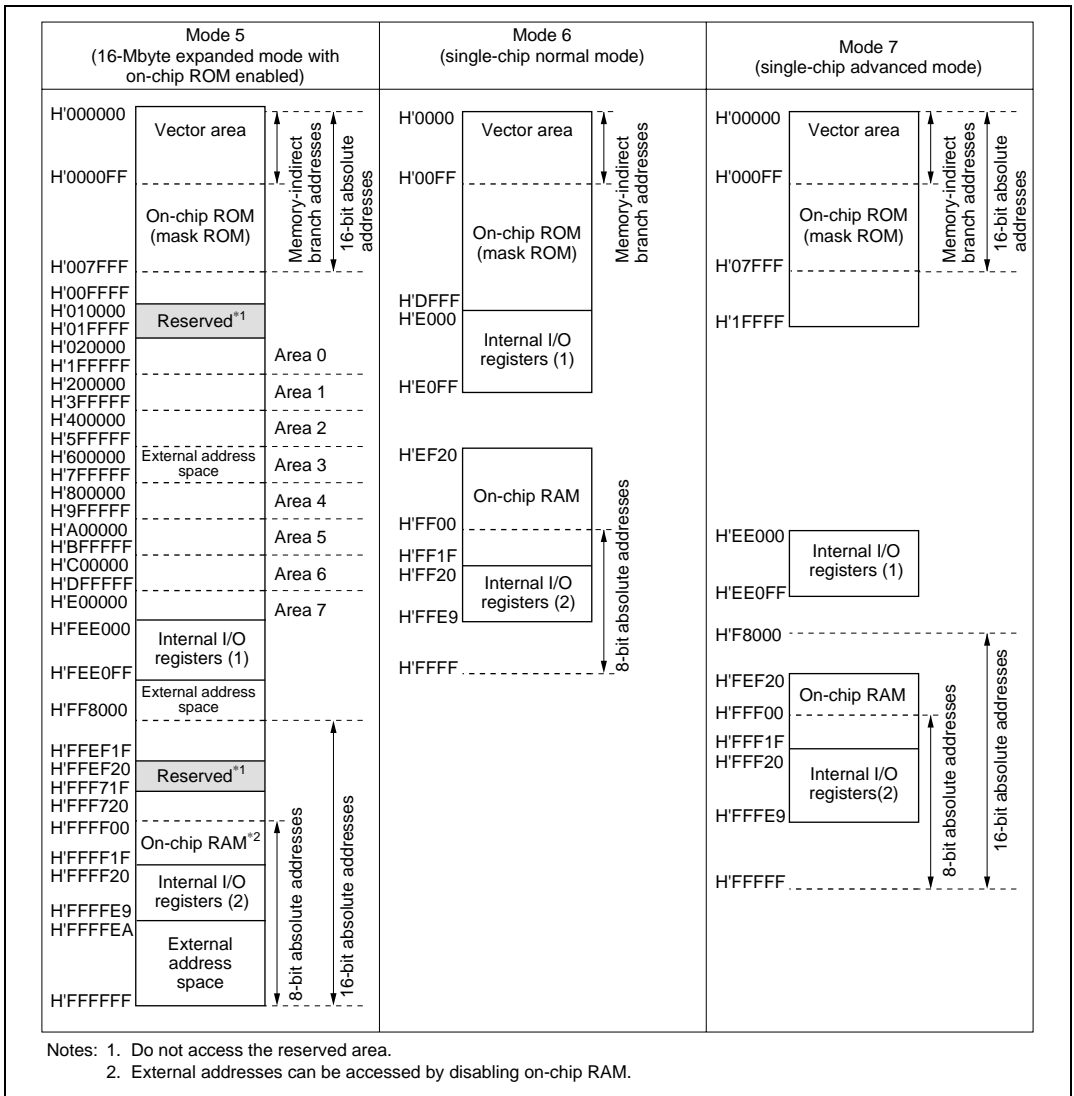 Mode 5
(16-Mbyte expanded mode with
on-chip ROM enabled)
H'000000
Vector area
H'0000FF
On-chip ROM
(mask ROM)
H'007FFF
H'00FFFF
H'010000
Reserved*1
H'01FFFF
H'020000
Area 0
H'1FFFFF
H'200000
Area 1
H'3FFFFF
H'400000
Area 2
H'5FFFFF
H'600000
External address
space
Area 3
H'7FFFFF
H'800000
Area 4
H'9FFFFF
H'A00000
Area 5
H'BFFFFF
H'C00000
Area 6
H'DFFFFF
H'E00000
Area 7
H'FEE000
Internal I/O
registers (1)
H'FEE0FF
External address
space
H'FF8000
H'FFEF1F
H'FFEF20
Reserved*1
H'FFF71F
H'FFF720
H'FFFF00
On-chip RAM*2
H'FFFF1F
H'FFFF20
Internal I/O
registers (2)
H'FFFFE9
H'FFFFEA
External
address
space
H'FFFFFF
Memory-indirect
branch addresses
16-bit absolute
addresses
8-bit absolute addresses
16-bit absolute addresses
Mode 6
(single-chip normal mode)
H'0000
Vector area
H'00FF
On-chip ROM
(mask ROM)
H'DFFF
H'E000
Internal I/O
registers (1)
H'E0FF
H'EF20
On-chip RAM
H'FF00
H'FF1F
H'FF20
Internal I/O
registers (2)
H'FFE9
H'FFFF
Memory-indirect
branch addresses
8-bit absolute addresses
Mode 7
(single-chip advanced mode)
H'00000
Vector area
H'000FF
On-chip ROM
(mask ROM)
H'07FFF
H'1FFFF
H'EE000
Internal I/O
registers (1)
H'EE0FF
H'F8000
H'FEF20
On-chip RAM
H'FFF00
H'FFF1F
H'FFF20
Internal I/O
registers(2)
H'FFFE9
H'FFFFF
Memory-indirect
branch addresses
16-bit absolute
addresses
8-bit absolute addresses
16-bit absolute addresses
Notes: 1. Do not access the reserved area.
2. External addresses can be accessed by disabling on-chip RAM.